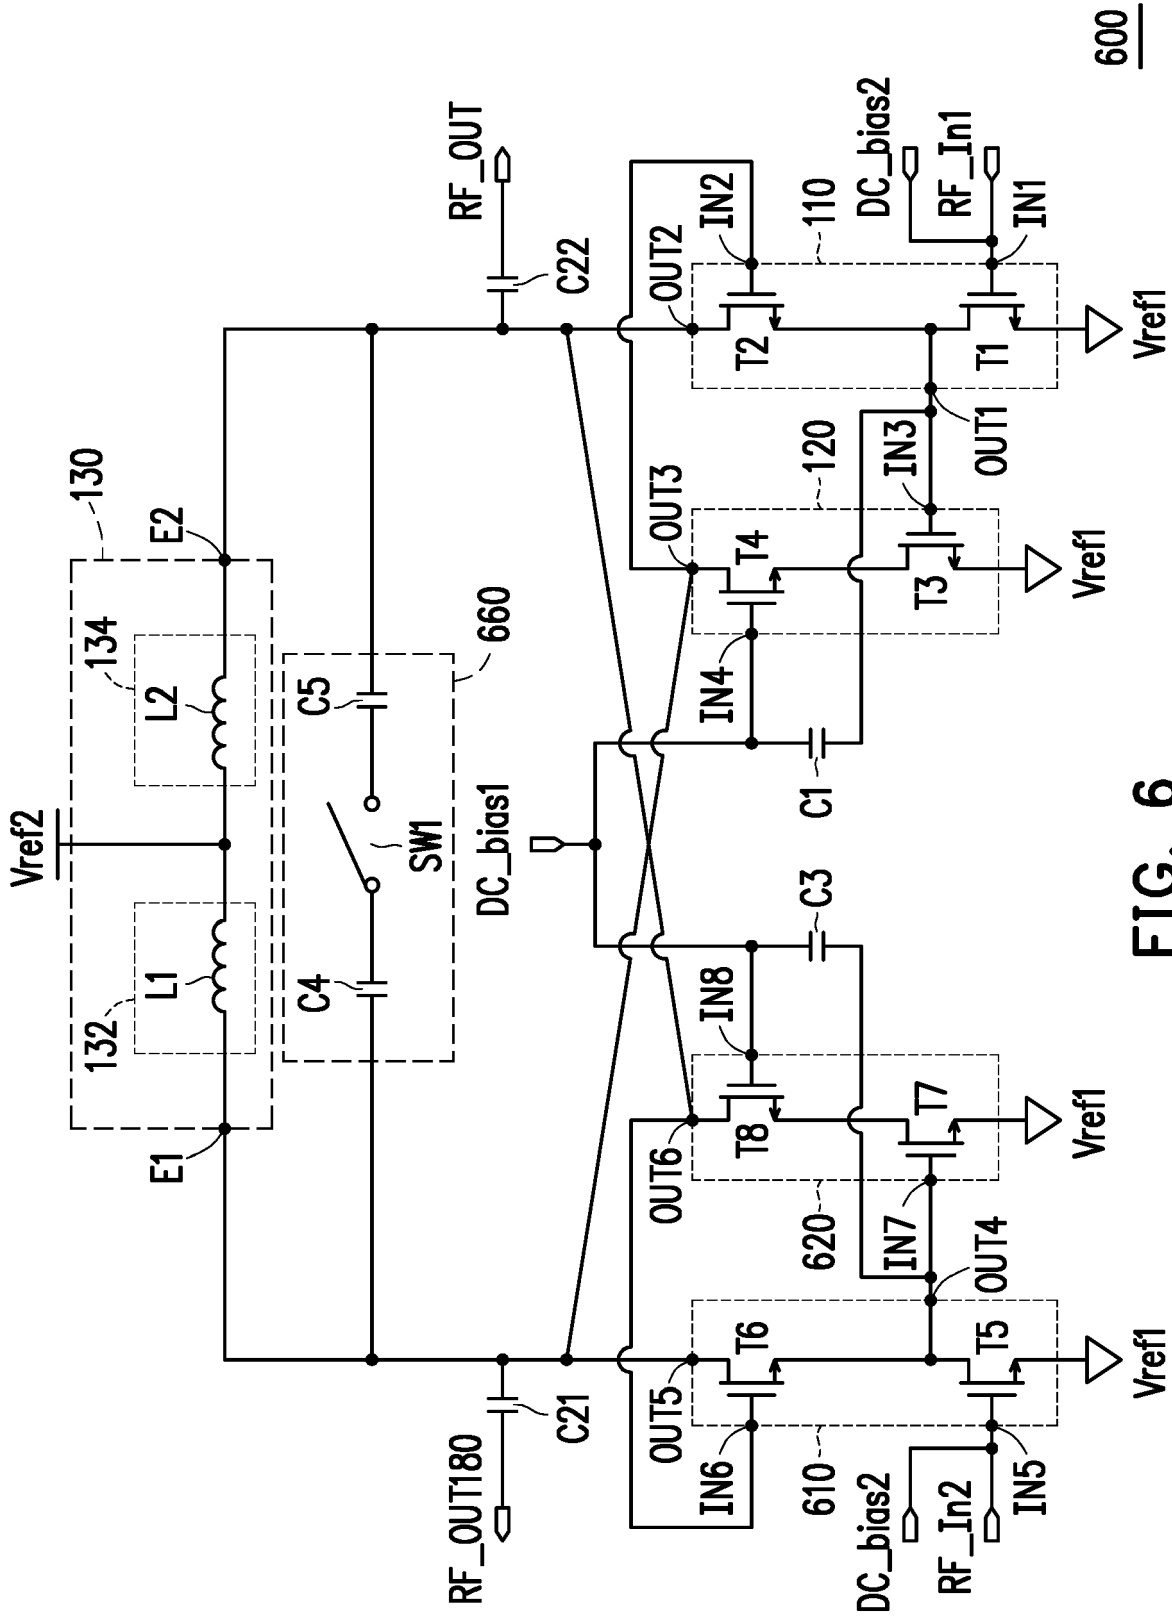 600
Vref2
130
132
134
L1
L2
E1
E2
660
C4
C5
SW1
RF_OUT180
RF_OUT
C21
C22
DC_bias1
OUT5
OUT6
OUT3
OUT2
IN6
IN8
IN4
IN2
T6
T8
T4
T2
610
620
120
110
C3
C1
DC_bias2
DC_bias2
RF_In2
RF_In1
IN5
IN7
IN3
IN1
OUT4
OUT1
T5
T7
T3
T1
Vref1
Vref1
Vref1
Vref1
FIG. 6